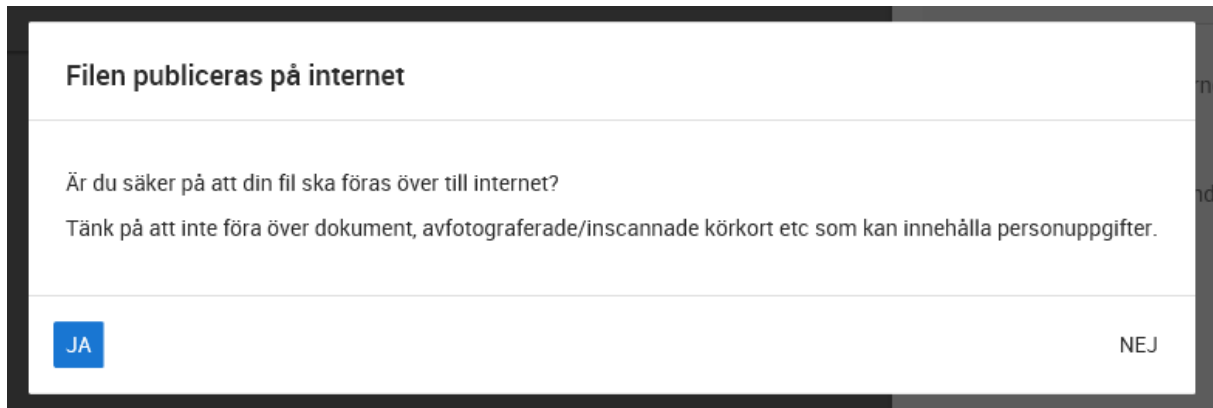 Filen publiceras på internet
Är du säker på att din fil ska föras över till internet?
Tänk på att inte föra över dokument, avfotograferade/inscannade körkort etc som kan innehålla personuppgifter.
JA
NEJ